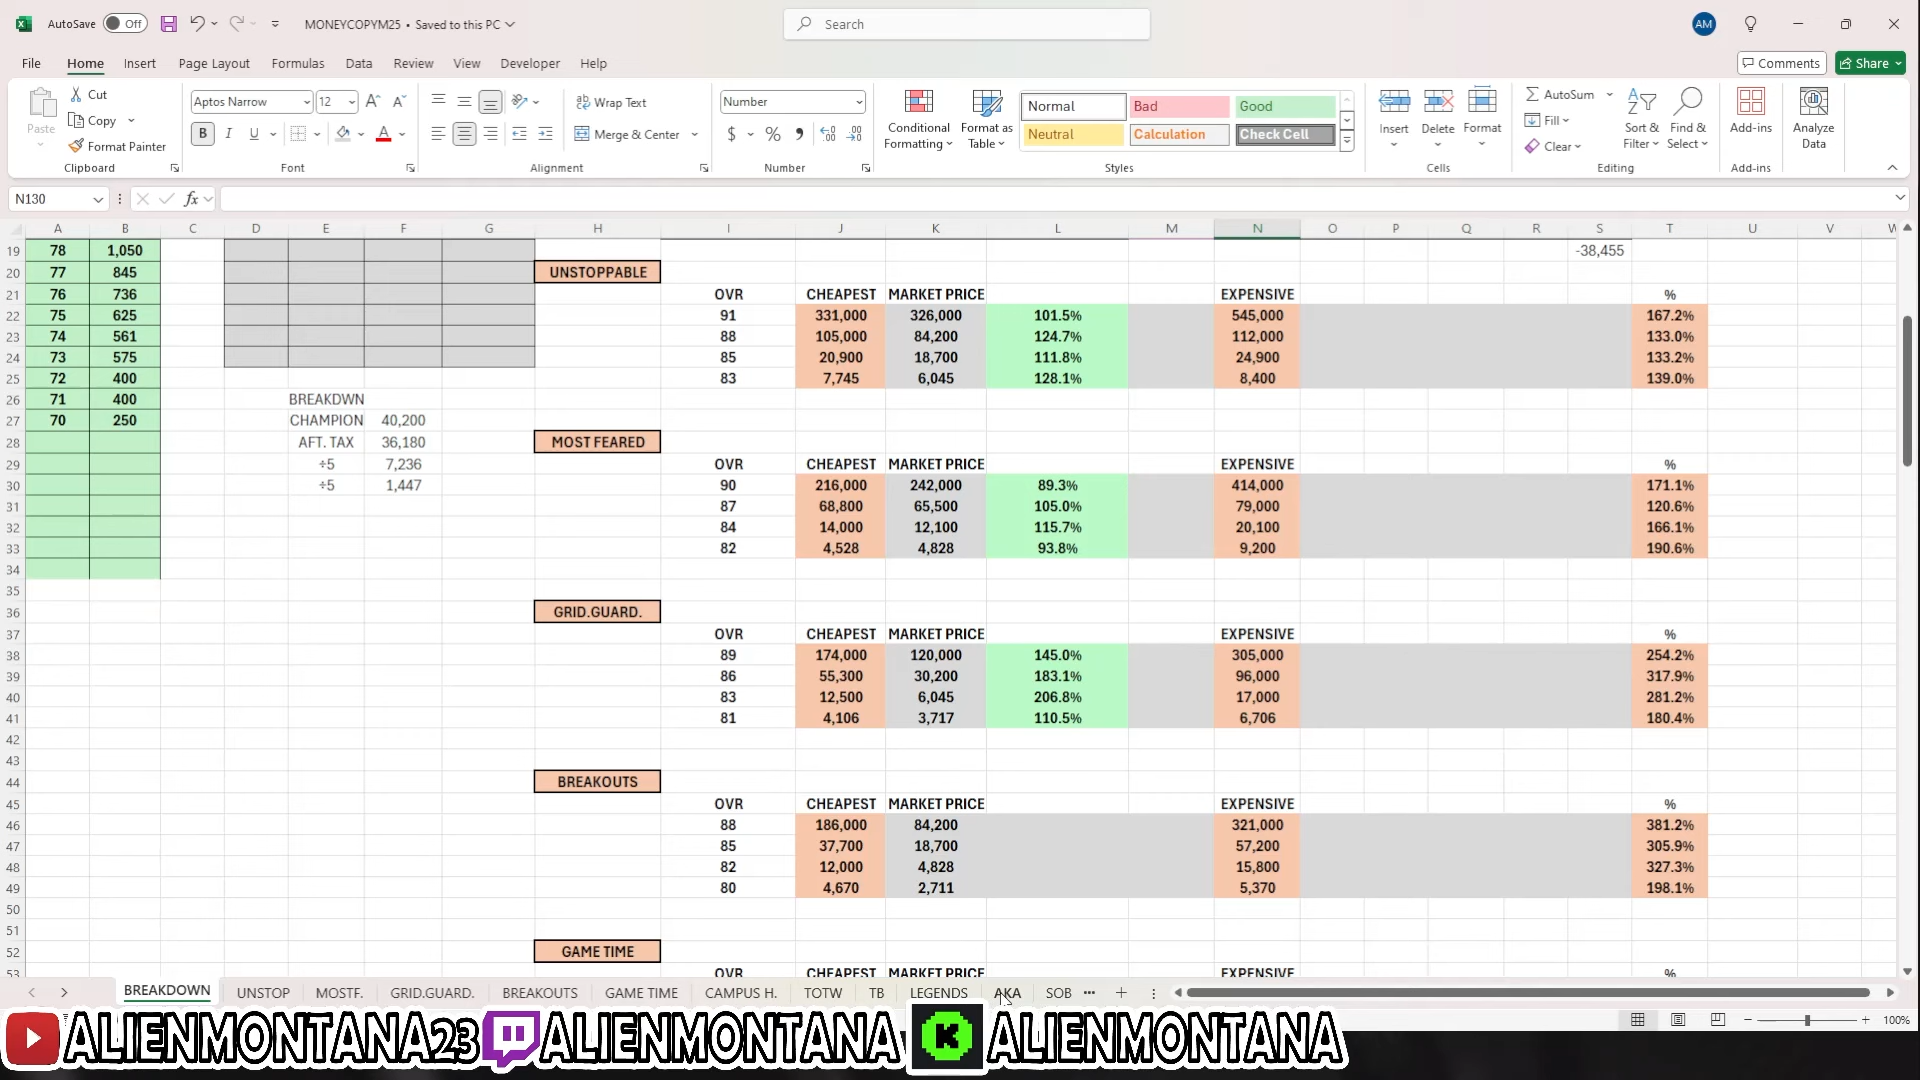 AutoSave Off MONEYCOPYM25 • Saved to this PC Search AM
File Home Insert Page Layout Formulas Data Review View Developer Help Comments Share
Paste Cut Copy Format Painter Clipboard
Aptos Narrow 12 B I U A Font
Wrap Text Merge & Center Alignment
Number $ % Number
Conditional Formatting Format as Table
Normal Bad Good
Neutral Calculation Check Cell
Styles
Insert Delete Format Cells
AutoSum Fill Clear Sort & Filter Find & Select Editing
Add-ins Add-ins
Analyze Data
N130 fx
A B C D E F G H I J K L M N O P Q R S T U V
19 78 1,050 -38,455
20 77 845 UNSTOPPABLE
21 76 736 OVR CHEAPEST MARKET PRICE EXPENSIVE %
22 75 625 91 331,000 326,000 101.5% 545,000 167.2%
23 74 561 88 105,000 84,200 124.7% 112,000 133.0%
24 73 575 85 20,900 18,700 111.8% 24,900 133.2%
25 72 400 83 7,745 6,045 128.1% 8,400 139.0%
26 71 400 BREAKDWN
27 70 250 CHAMPION 40,200
28 AFT. TAX 36,180 MOST FEARED
29 ÷5 7,236 OVR CHEAPEST MARKET PRICE EXPENSIVE %
30 ÷5 1,447 90 216,000 242,000 89.3% 414,000 171.1%
31 87 68,800 65,500 105.0% 79,000 120.6%
32 84 14,000 12,100 115.7% 20,100 166.1%
33 82 4,528 4,828 93.8% 9,200 190.6%
34
35
36 GRID.GUARD.
37 OVR CHEAPEST MARKET PRICE EXPENSIVE %
38 89 174,000 120,000 145.0% 305,000 254.2%
39 86 55,300 30,200 183.1% 96,000 317.9%
40 83 12,500 6,045 206.8% 17,000 281.2%
41 81 4,106 3,717 110.5% 6,706 180.4%
42
43
44 BREAKOUTS
45 OVR CHEAPEST MARKET PRICE EXPENSIVE %
46 88 186,000 84,200 321,000 381.2%
47 85 37,700 18,700 57,200 305.9%
48 82 12,000 4,828 15,800 327.3%
49 80 4,670 2,711 5,370 198.1%
50
51
52 GAME TIME
53 OVR CHEAPEST MARKET PRICE EXPENSIVE %
BREAKDOWN UNSTOP MOSTF. GRID.GUARD. BREAKOUTS GAME TIME CAMPUS H. TOTW TB LEGENDS AKA SOB
100%
ALIENMONTANA23 ALIENMONTANA K ALIENMONTANA